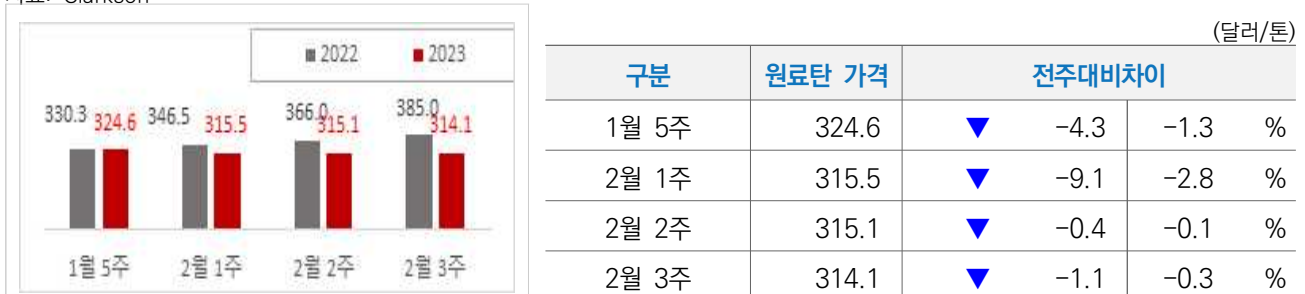 ■ 2022 ■ 2023
330.3 324.6 346.5 315.5 366.0 315.1 385.0 314.1
1월 5주 2월 1주 2월 2주 2월 3주
(달러/톤)
구분 원료탄 가격 전주대비차이
1월 5주 324.6 ▼ -4.3 -1.3 %
2월 1주 315.5 ▼ -9.1 -2.8 %
2월 2주 315.1 ▼ -0.4 -0.1 %
2월 3주 314.1 ▼ -1.1 -0.3 %